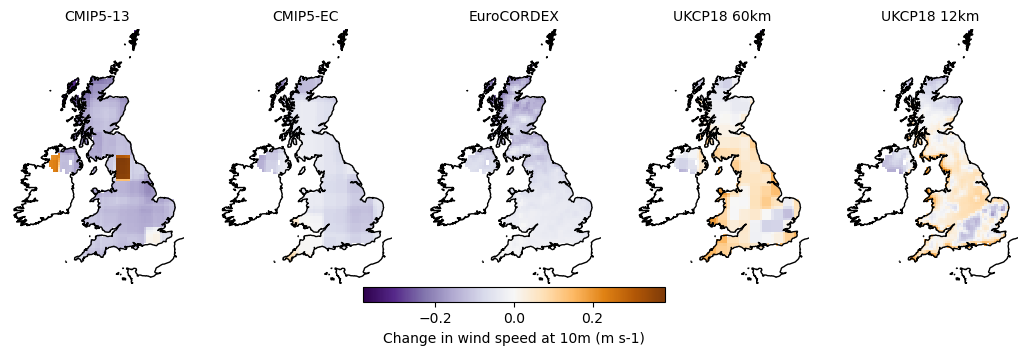 CMIP5-13 CMIP5-EC EuroCORDEX UKCP18 60km UKCP18 12km
−0.2 0.0 0.2
Change in wind speed at 10m (m s-1)